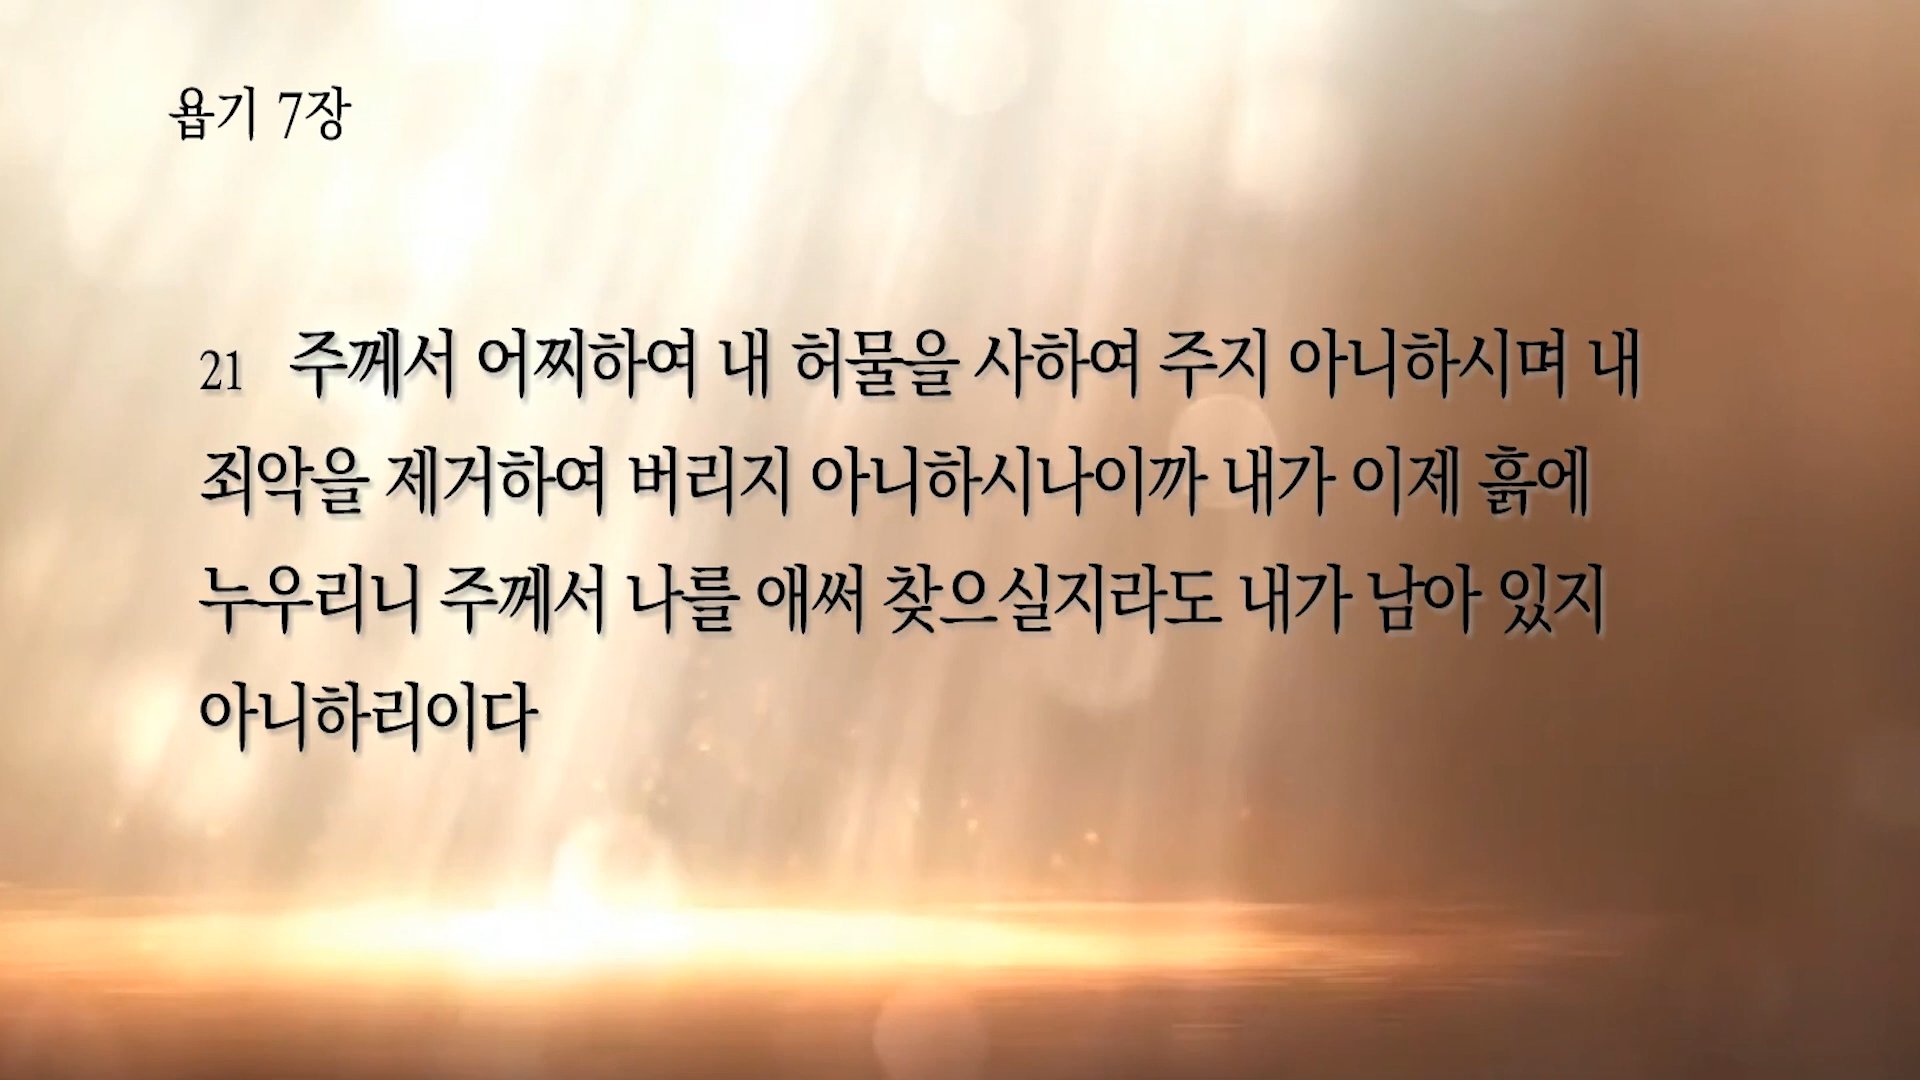 욥기 7장
21 주께서 어찌하여 내 허물을 사하여 주지 아니하시며 내
죄악을 제거하여 버리지 아니하시나이까 내가 이제 흙에
누우리니 주께서 나를 애써 찾으실지라도 내가 남아 있지
아니하리이다